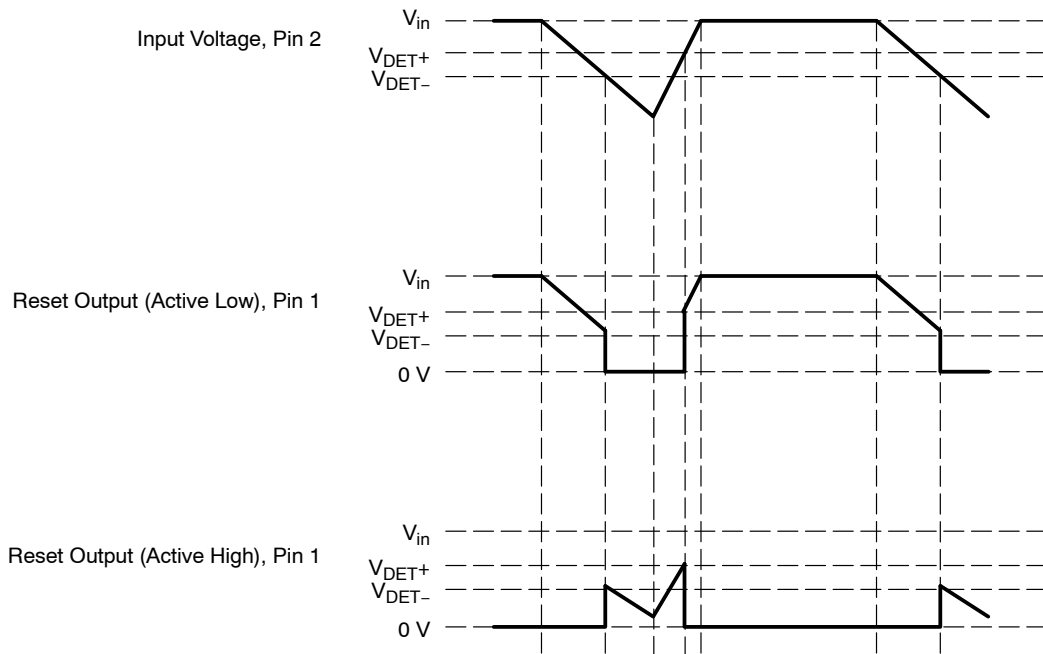 V_in
Input Voltage, Pin 2
V_DET+
V_DET−
V_in
Reset Output (Active Low), Pin 1
V_DET+
V_DET−
0 V
V_in
Reset Output (Active High), Pin 1
V_DET+
V_DET−
0 V